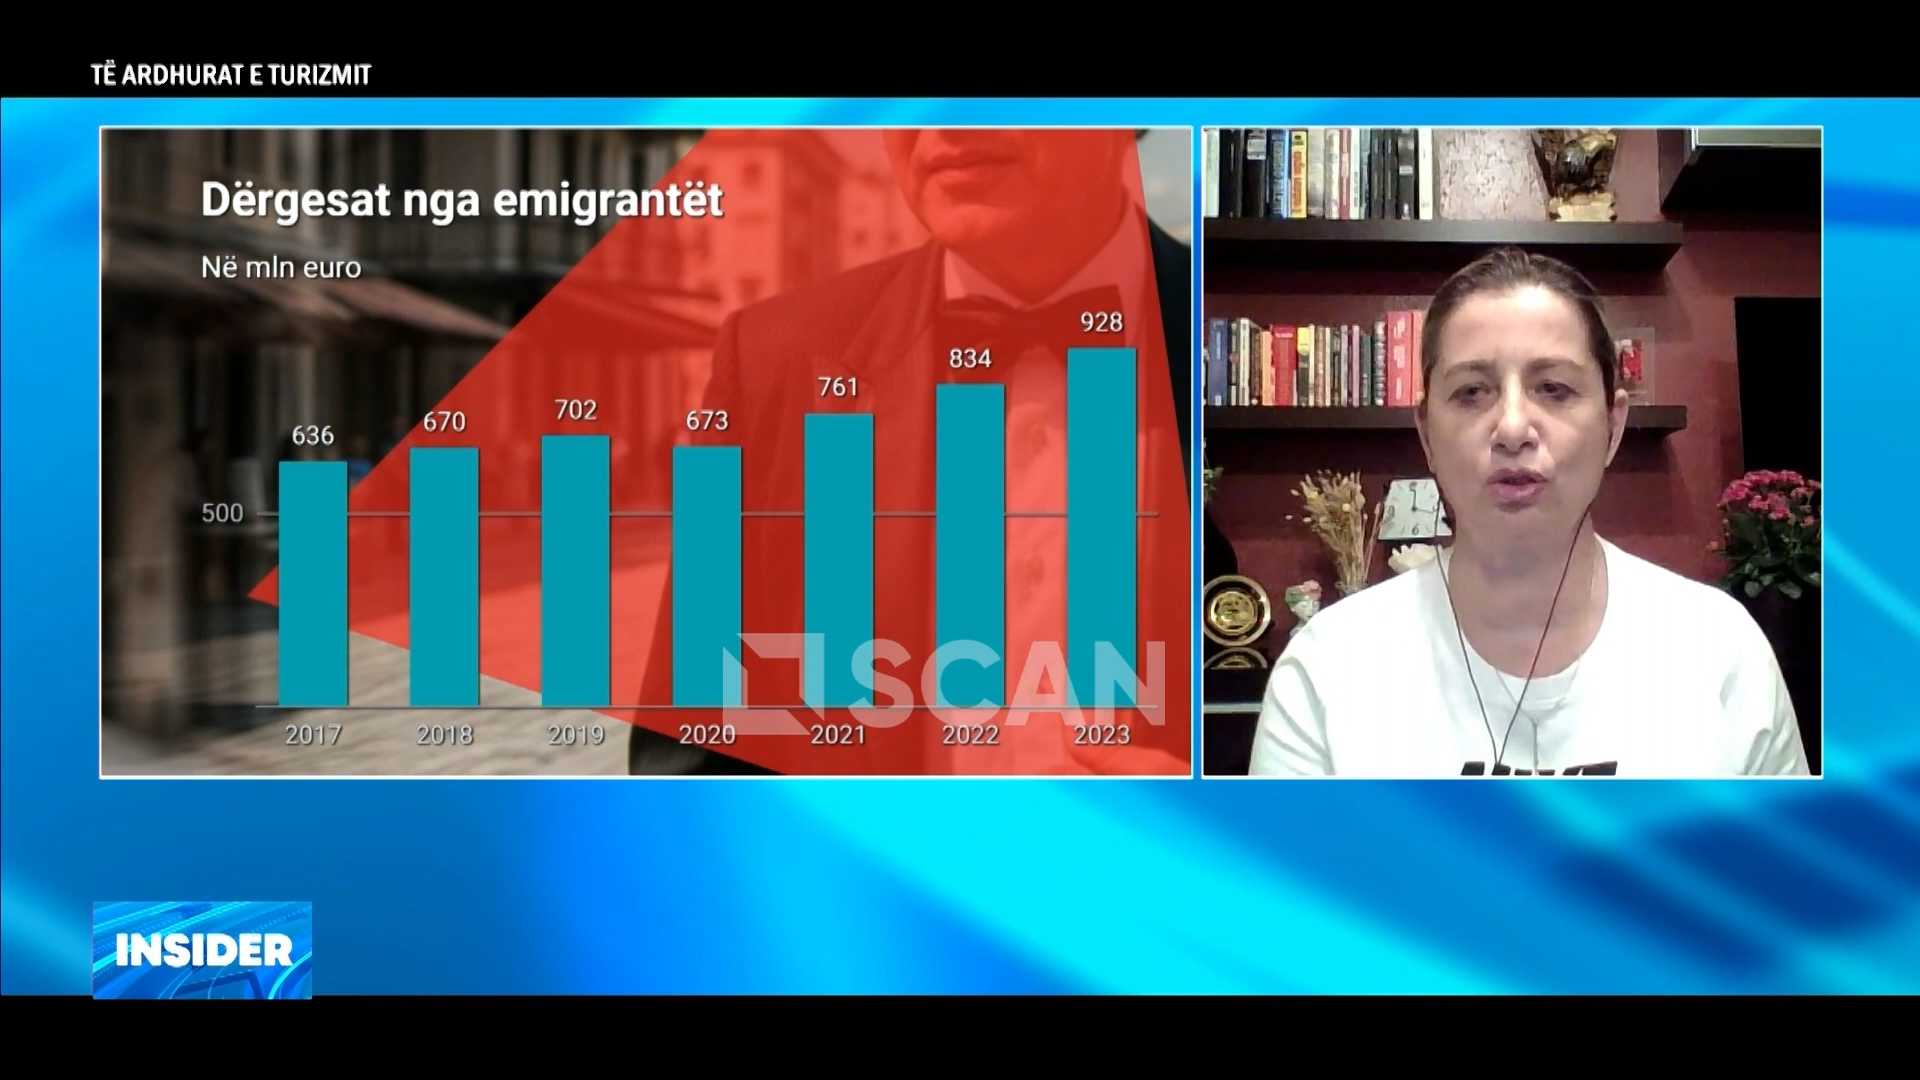 TË ARDHURAT E TURIZMIT
Dërgesat nga emigrantët
Në mln euro
928
834
761
702
673
670
636
500
SCAN
2017 2018 2019 2020 2021 2022 2023
INSIDER